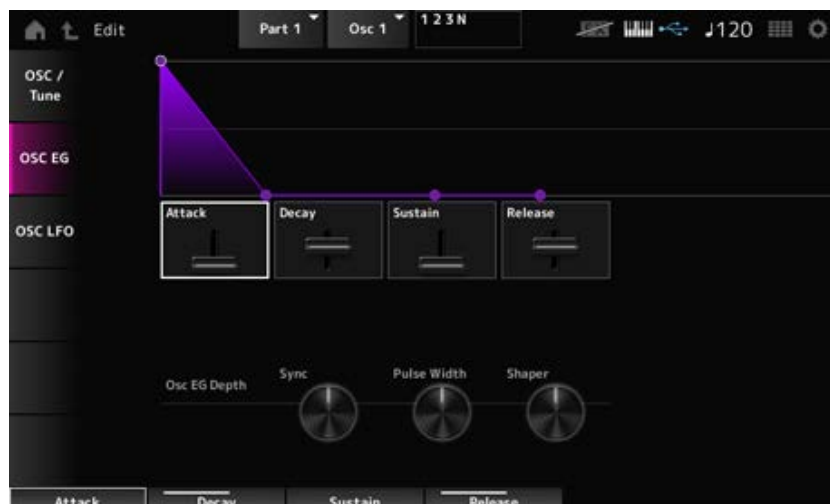 Edit
Part 1
Osc 1
1 2 3 N
♩120
OSC /
Tune
OSC EG
OSC LFO
Attack
Decay
Sustain
Release
Osc EG Depth
Sync
Pulse Width
Shaper
Attack
Decay
Sustain
Release